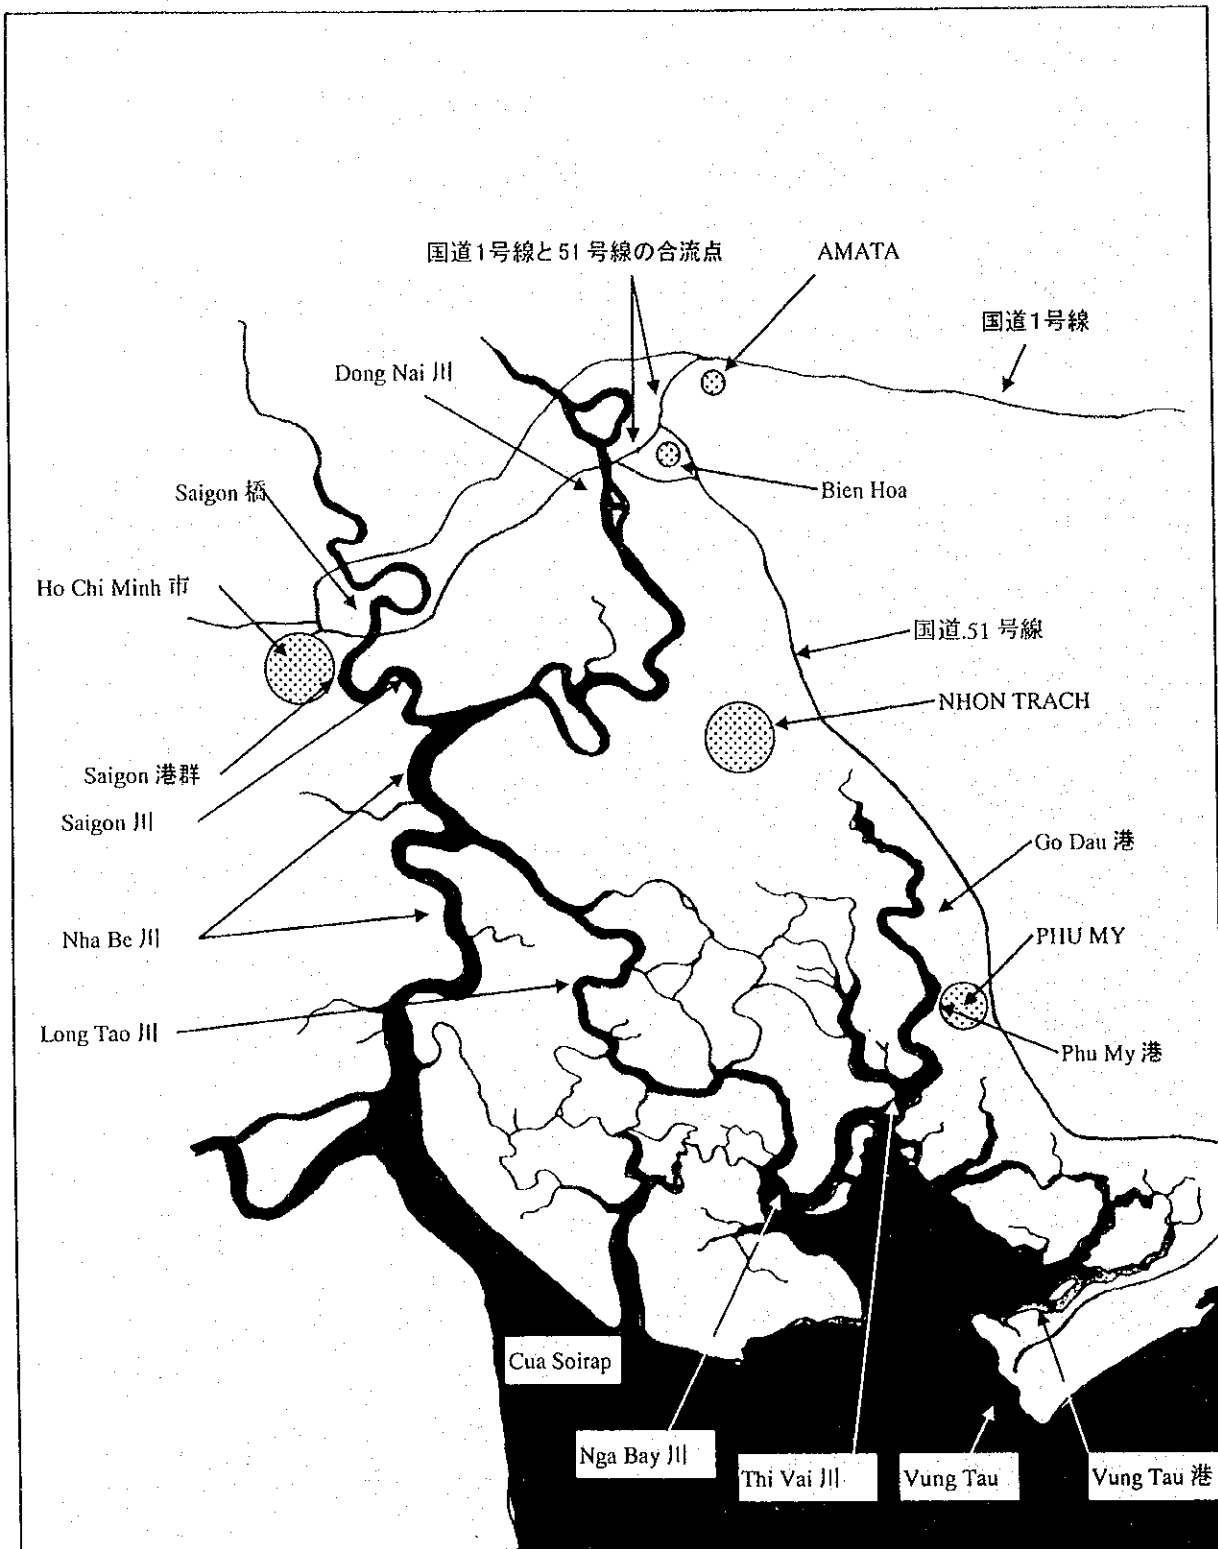 国道1号線と51号線の合流点
AMATA
国道1号線
Dong Nai 川
Saigon 橋
Bien Hoa
Ho Chi Minh 市
国道.51 号線
NHON TRACH
Saigon 港群
Saigon 川
Go Dau 港
Nha Be 川
PHU MY
Long Tao 川
Phu My 港
Cua Soirap
Nga Bay 川
Thi Vai 川
Vung Tau
Vung Tau 港